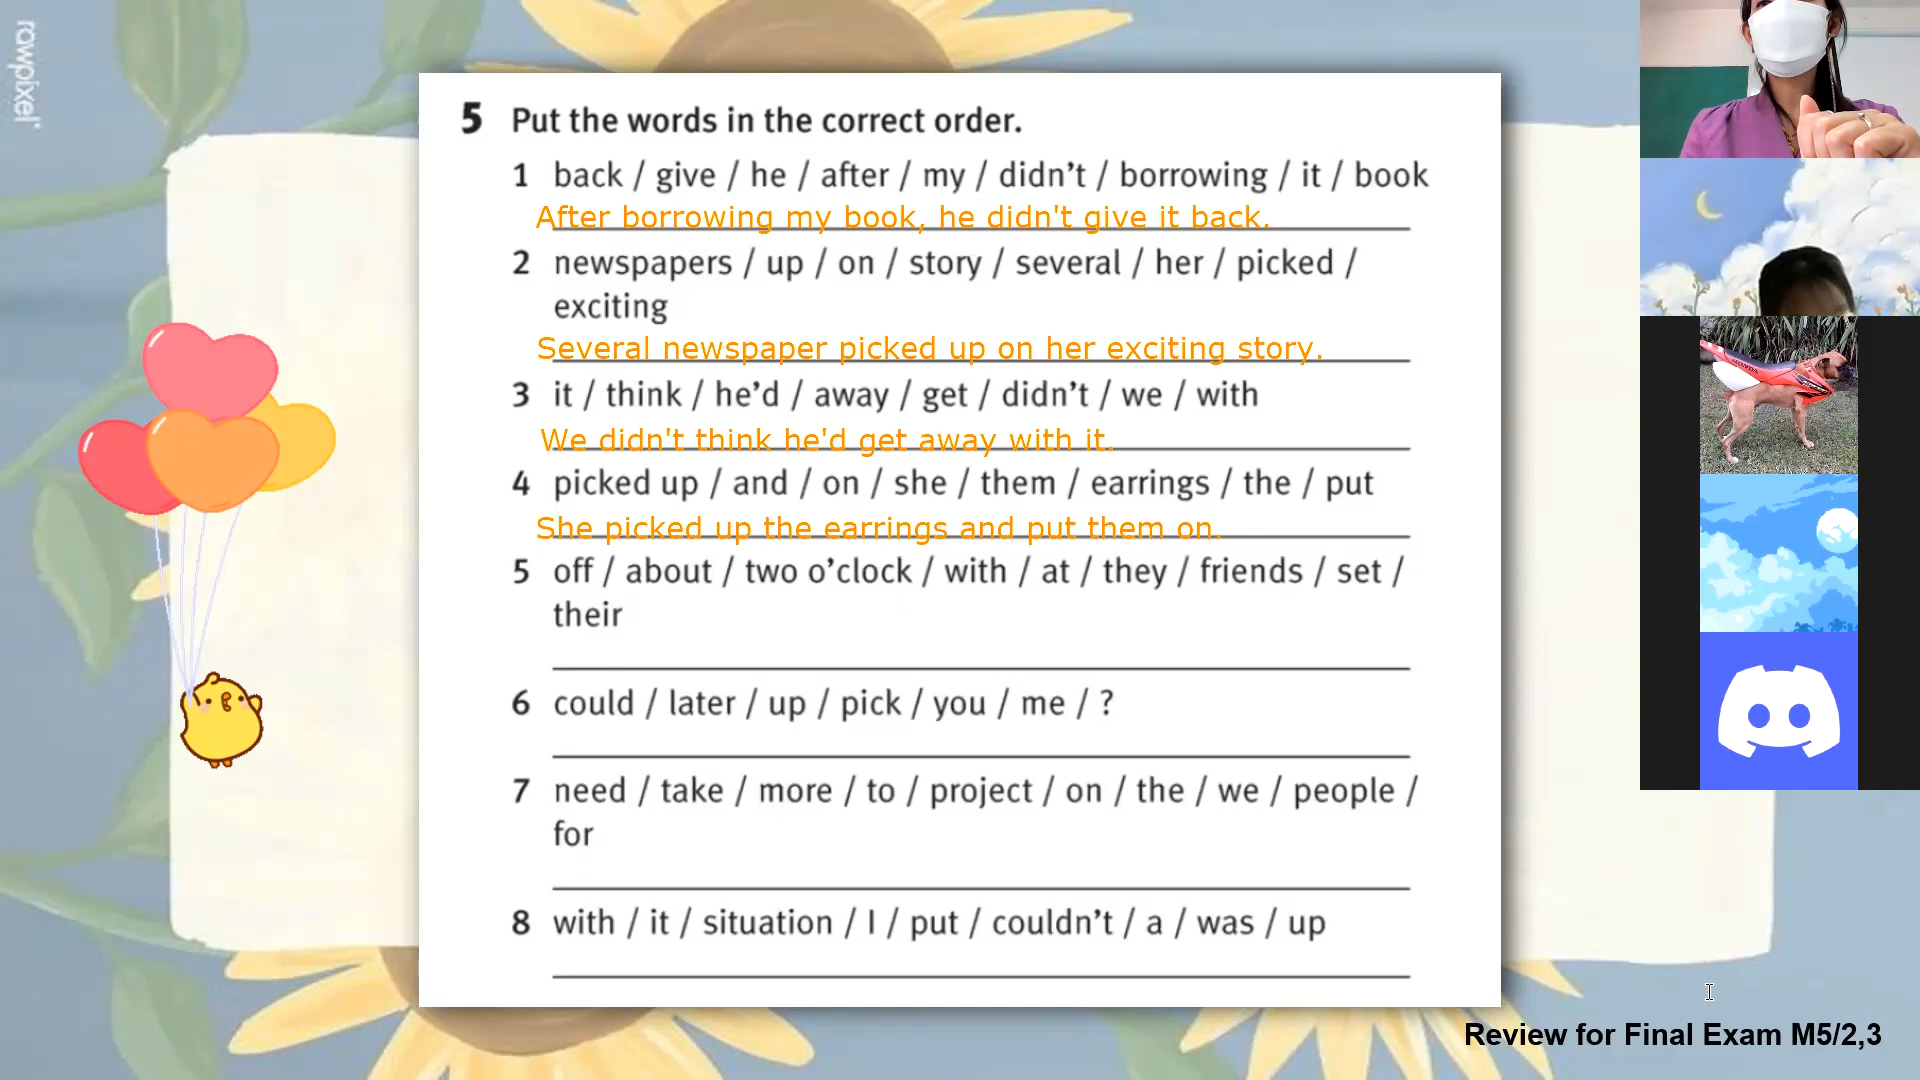 rawpixel
5 Put the words in the correct order.
1 back / give / he / after / my / didn't / borrowing / it / book
After borrowing my book, he didn't give it back.
2 newspapers / up / on / story / several / her / picked /
exciting
Several newspaper picked up on her exciting story.
3 it / think / he'd / away / get / didn't / we / with
We didn't think he'd get away with it.
4 picked up / and / on / she / them / earrings / the / put
She picked up the earrings and put them on.
5 off / about / two o'clock / with / at / they / friends / set /
their
6 could / later / up / pick / you / me / ?
7 need / take / more / to / project / on / the / we / people /
for
8 with / it / situation / I / put / couldn't / a / was / up
HONDA
Review for Final Exam M5/2,3